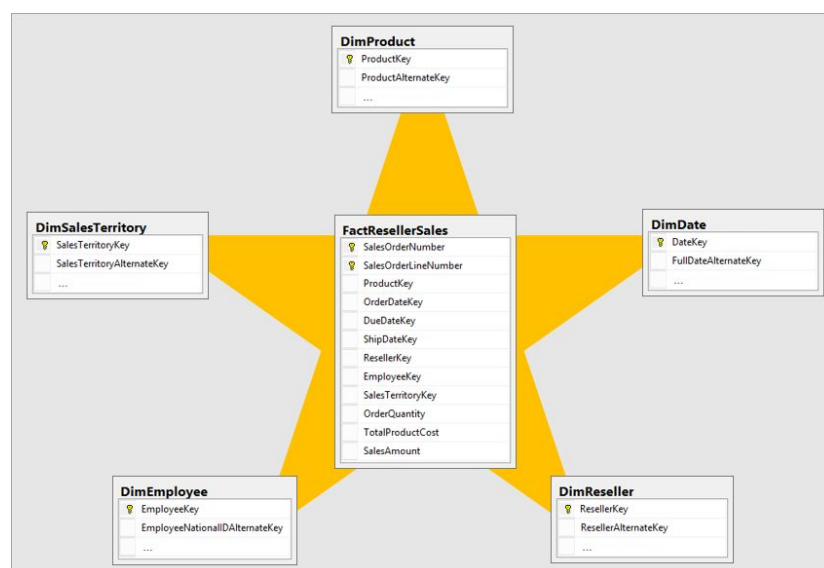 DimProduct
ProductKey
ProductAlternateKey
...
DimSalesTerritory
SalesTerritoryKey
SalesTerritoryAlternateKey
...
FactResellerSales
SalesOrderNumber
SalesOrderLineNumber
ProductKey
OrderDateKey
DueDateKey
ShipDateKey
ResellerKey
EmployeeKey
SalesTerritoryKey
OrderQuantity
TotalProductCost
SalesAmount
DimDate
DateKey
FullDateAlternateKey
...
DimEmployee
EmployeeKey
EmployeeNationalIDAlternateKey
...
DimReseller
ResellerKey
ResellerAlternateKey
...